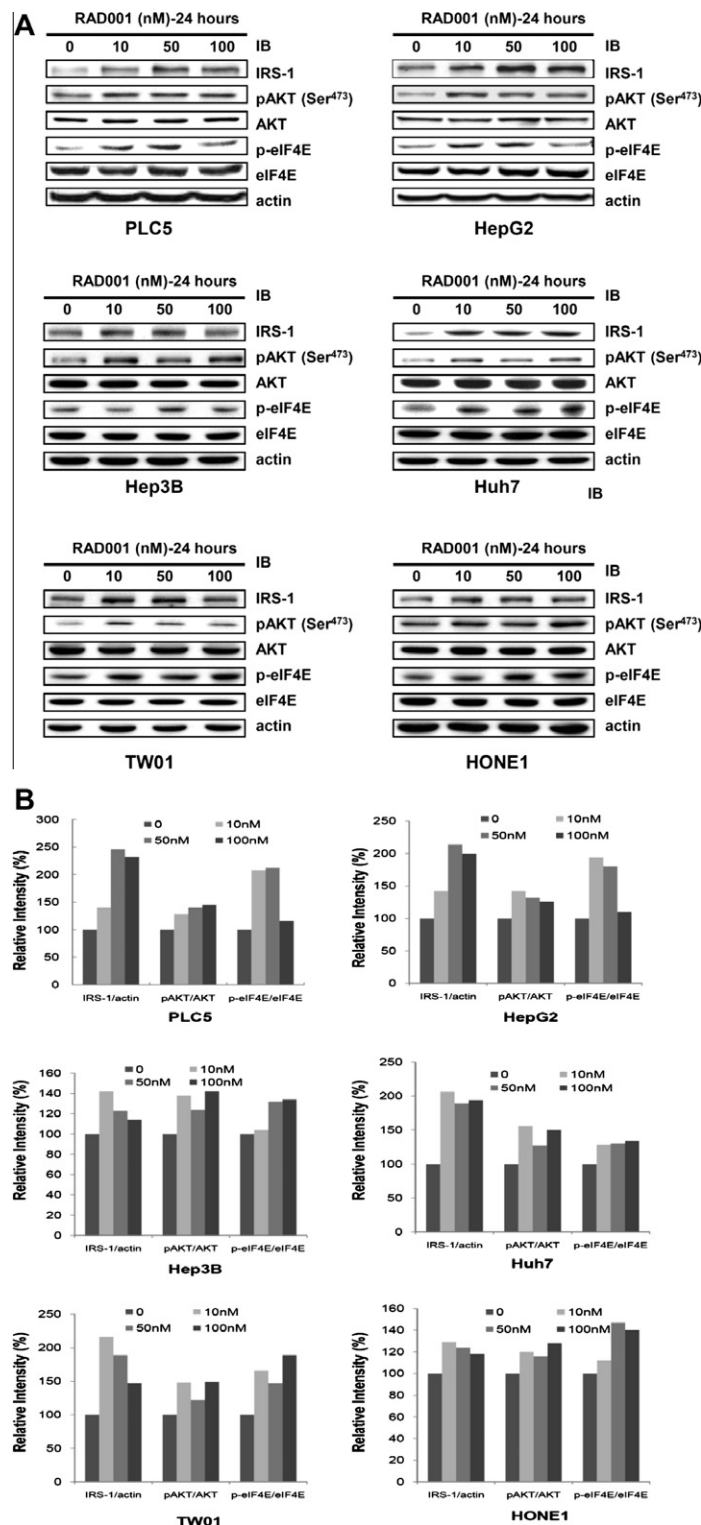 A
RAD001 (nM)-24 hours
0 10 50 100 IB
IRS-1
pAKT (Ser473)
AKT
p-eIF4E
eIF4E
actin
PLC5
RAD001 (nM)-24 hours
0 10 50 100 IB
IRS-1
pAKT (Ser473)
AKT
p-eIF4E
eIF4E
actin
HepG2
RAD001 (nM)-24 hours
IB
0 10 50 100
IRS-1
pAKT (Ser473)
AKT
p-eIF4E
eIF4E
actin
Hep3B
RAD001 (nM)-24 hours
IB
0 10 50 100
IRS-1
pAKT (Ser473)
AKT
p-eIF4E
eIF4E
actin
Huh7
IB
RAD001 (nM)-24 hours
IB
0 10 50 100
IRS-1
pAKT (Ser473)
AKT
p-eIF4E
eIF4E
actin
TW01
RAD001 (nM)-24 hours
IB
0 10 50 100
IRS-1
pAKT (Ser473)
AKT
p-eIF4E
eIF4E
actin
HONE1
B
Relative Intensity (%)
300
250
200
150
100
50
0
0 10nM
50nM 100nM
IRS-1/actin pAKT/AKT p-eIF4E/eIF4E
PLC5
Relative Intensity (%)
250
200
150
100
50
0
0 10nM
50nM 100nM
IRS-1/actin pAKT/AKT p-eIF4E/eIF4E
HepG2
Relative Intensity (%)
160
140
120
100
80
60
40
20
0
0 10nM
50nM 100nM
IRS-1/actin pAKT/AKT p-eIF4E/eIF4E
Hep3B
Relative Intensity (%)
250
200
150
100
50
0
0 10nM
50nM 100nM
IRS-1/actin pAKT/AKT p-eIF4E/eIF4E
Huh7
Relative Intensity (%)
250
200
150
100
50
0
0 10nM
50nM 100nM
IRS-1/actin pAKT/AKT p-eIF4E/eIF4E
TW01
Relative Intensity (%)
160
140
120
100
80
60
40
20
0
0 10nM
50nM 100nM
IRS-1/actin pAKT/AKT p-eIF4E/eIF4E
HONE1